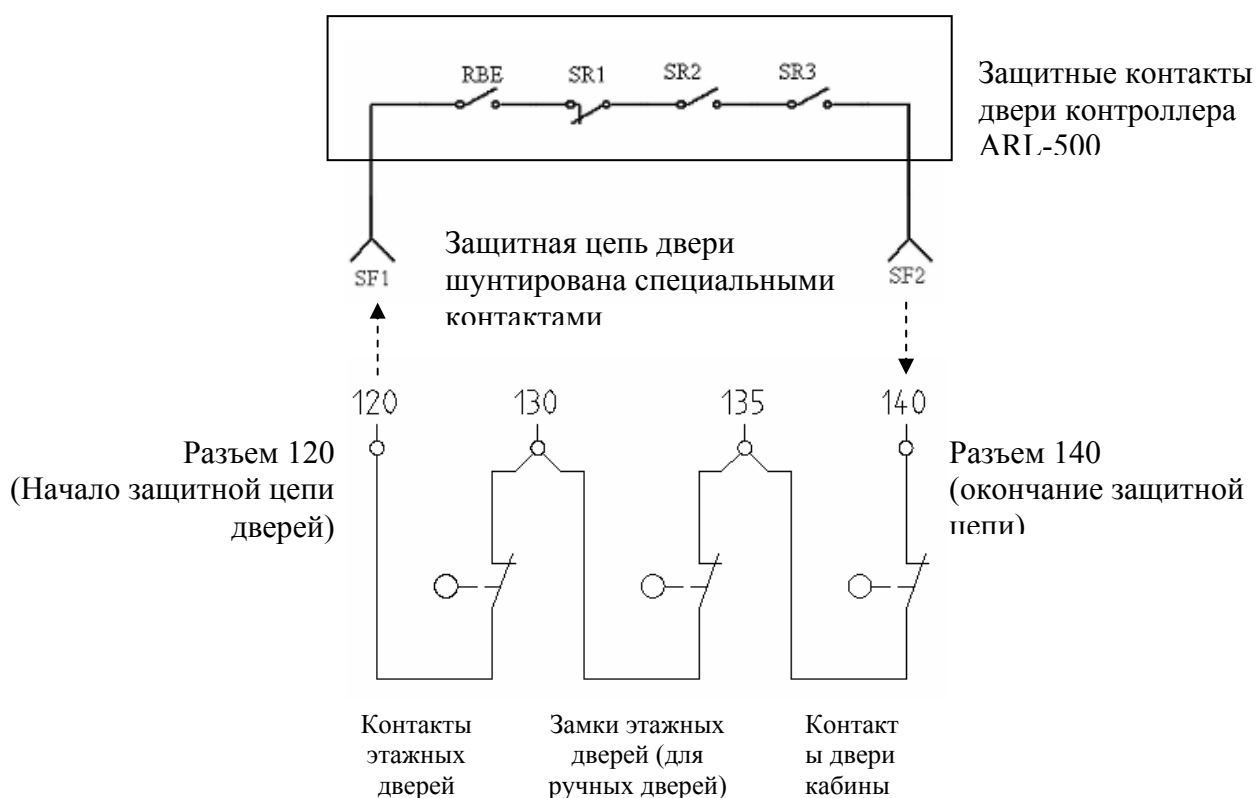 RBE SR1 SR2 SR3
Защитные контакты
двери контроллера
ARL-500
Защитная цепь двери
шунтирована специальными
контактами
SF1
SF2
120 130 135 140
Разъем 120
(Начало защитной цепи
дверей)
Разъем 140
(окончание защитной
цепи)
Контакты
этажных
дверей
Замки этажных
дверей (для
ручных дверей)
Контакт
ы двери
кабины